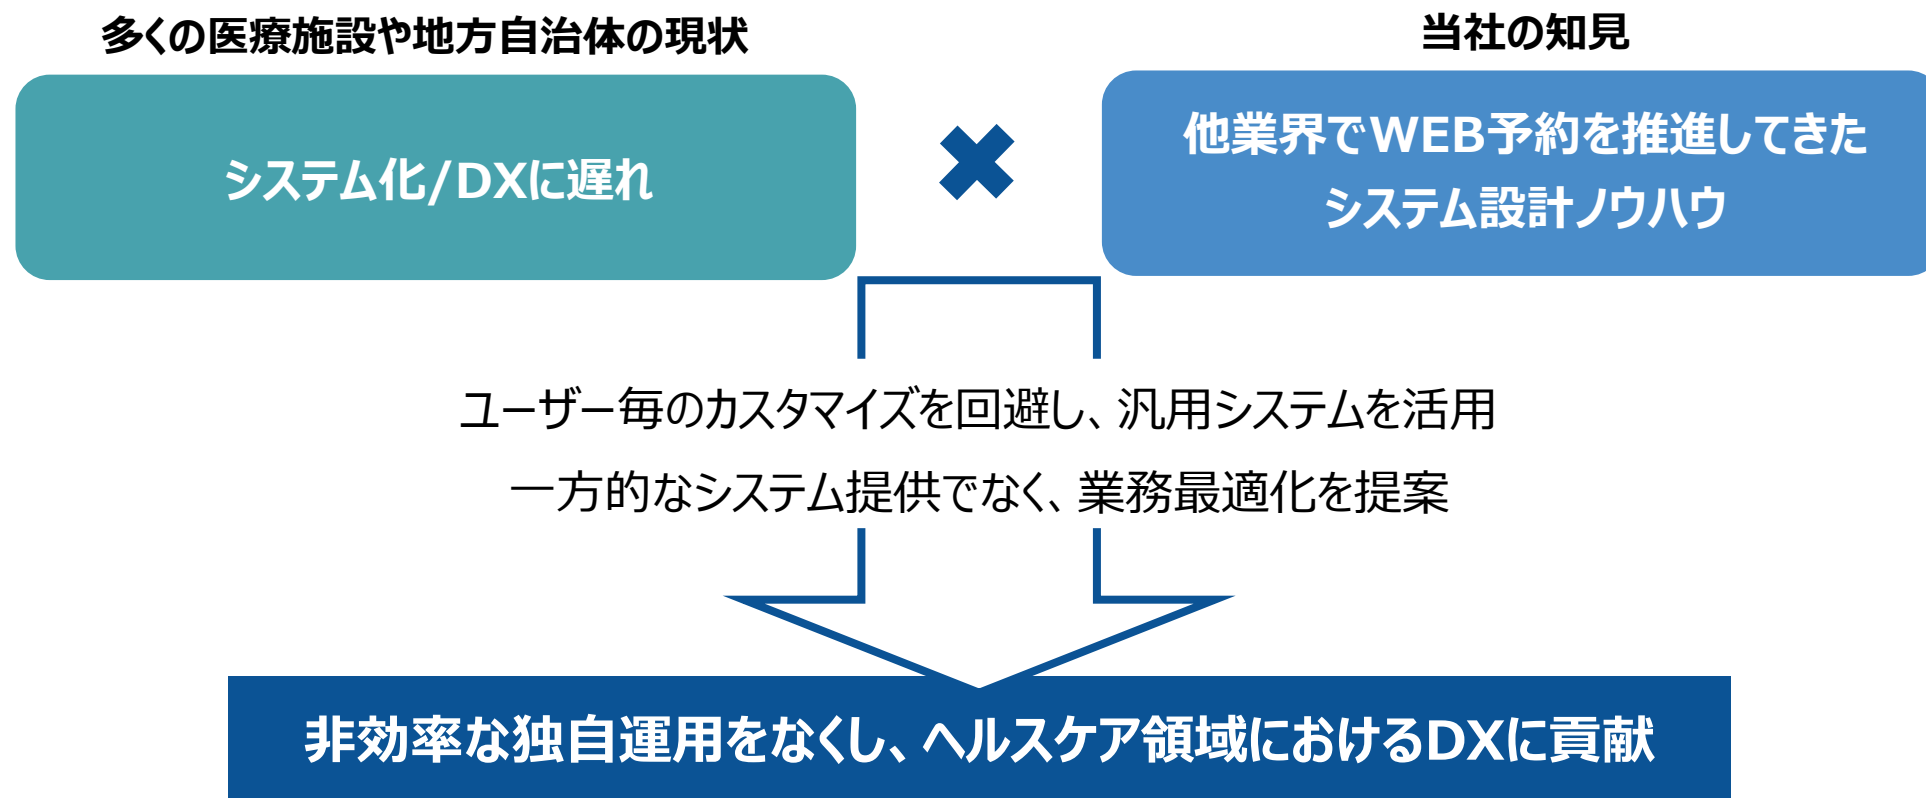 多くの医療施設や地方自治体の現状
当社の知見
システム化/DXに遅れ
他業界でWEB予約を推進してきた
システム設計ノウハウ
ユーザー毎のカスタマイズを回避し、汎用システムを活用
一方的なシステム提供でなく、業務最適化を提案
非効率な独自運用をなくし、ヘルスケア領域におけるDXに貢献